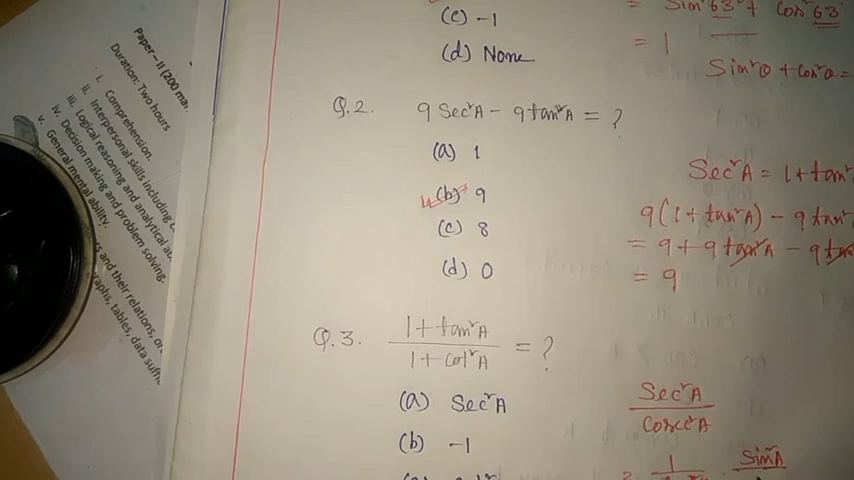 Paper-II (200 ma
Duration: Two hours
i. Comprehension.
ii. Interpersonal skills including
iii. Logical reasoning and analytical
iv. Decision making and problem solving.
v. General mental ability.
and their relations,
tables, data
(c) -1
(d) None
= Sin²63 + Cos²63
= 1
Sin²θ + Cos²θ =
Q.2. 9 Sec²A - 9 tan²A = ?
(a) 1
(b) 9
(c) 8
(d) 0
Sec²A = 1 + tan²
9(1 + tan²A) - 9 tan²
= 9 + 9 tan²A - 9 tan
= 9
Q.3. 1 + tan²A / 1 + cot²A = ?
(a) Sec²A
(b) -1
Sec²A / Cosec²A
1
Sin²A